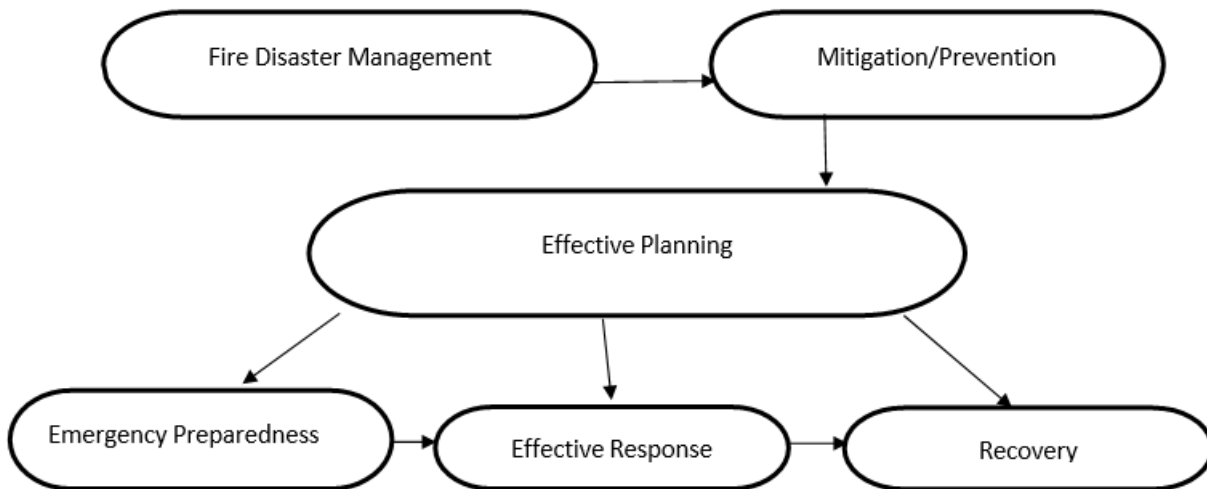 Fire Disaster Management
Mitigation/Prevention
Effective Planning
Emergency Preparedness
Effective Response
Recovery